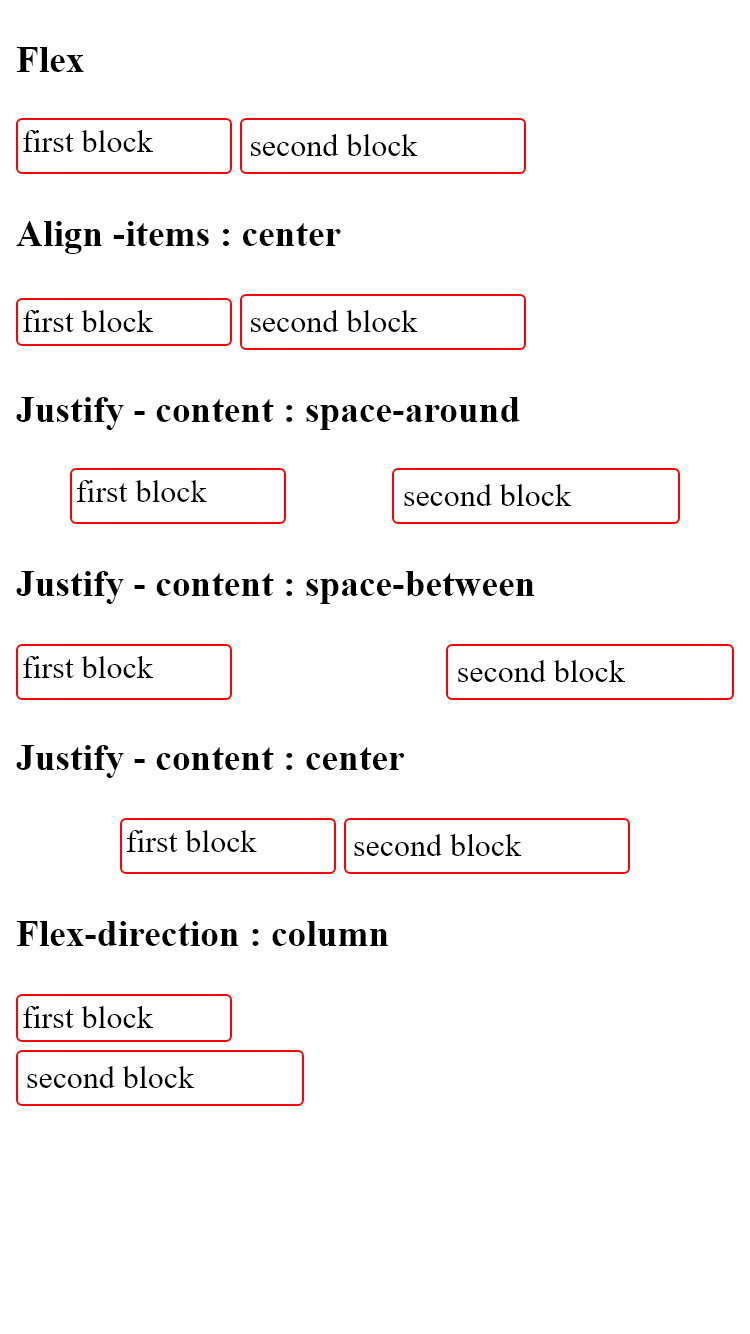 Flex
first block second block
Align -items : center
first block second block
Justify - content : space-around
first block second block
Justify - content : space-between
first block second block
Justify - content : center
first block second block
Flex-direction : column
first block
second block